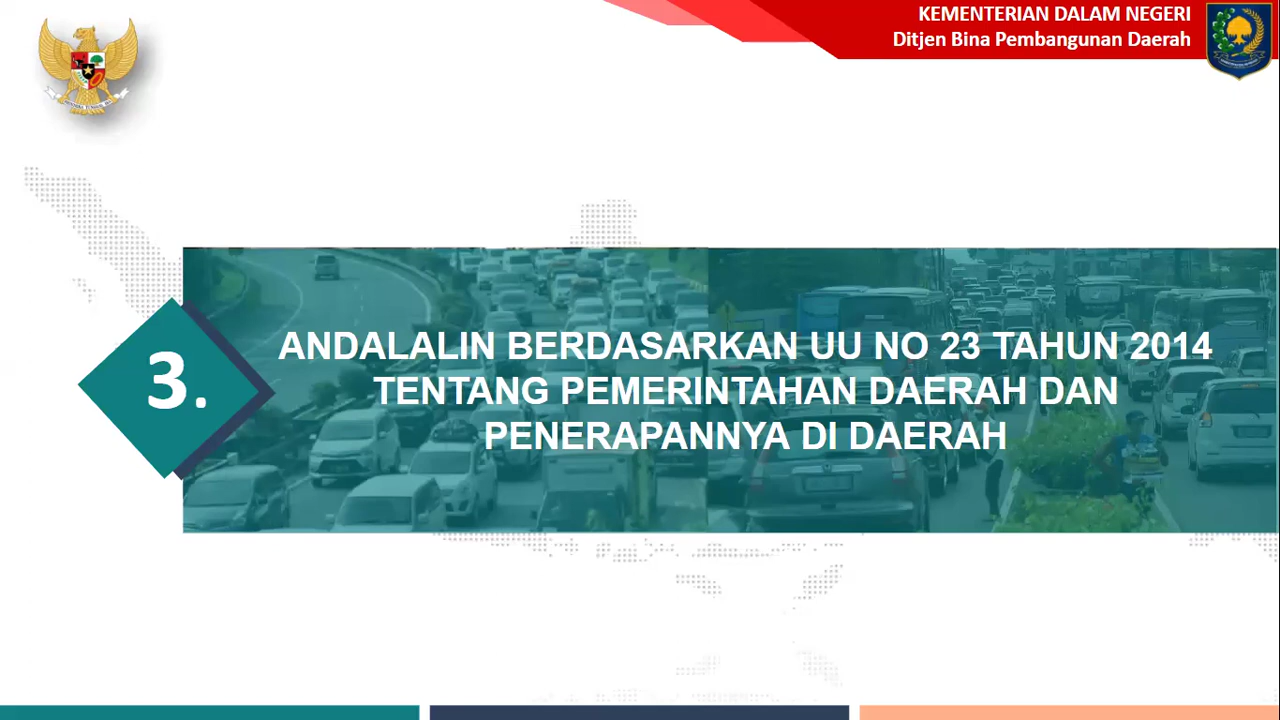 KEMENTERIAN DALAM NEGERI
Ditjen Bina Pembangunan Daerah
3.
ANDALALIN BERDASARKAN UU NO 23 TAHUN 2014
TENTANG PEMERINTAHAN DAERAH DAN
PENERAPANNYA DI DAERAH